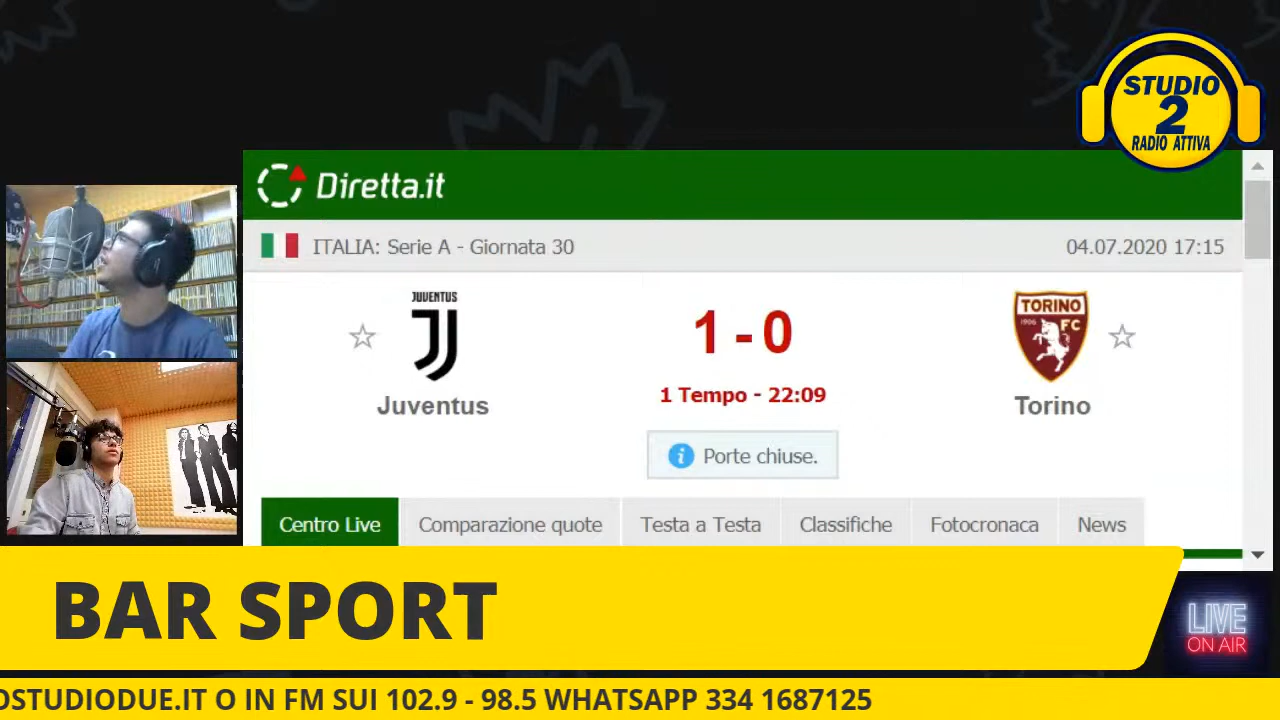 STUDIO
2
RADIO ATTIVA
Diretta.it
ITALIA: Serie A - Giornata 30
04.07.2020 17:15
JUVENTUS
TORINO
1906 FC
1 - 0
1 Tempo - 22:09
Juventus
Torino
Porte chiuse.
Centro Live
Comparazione quote
Testa a Testa
Classifiche
Fotocronaca
News
BAR SPORT
LIVE
ON AIR
OSTUDIODUE.IT O IN FM SUI 102.9 - 98.5 WHATSAPP 334 1687125